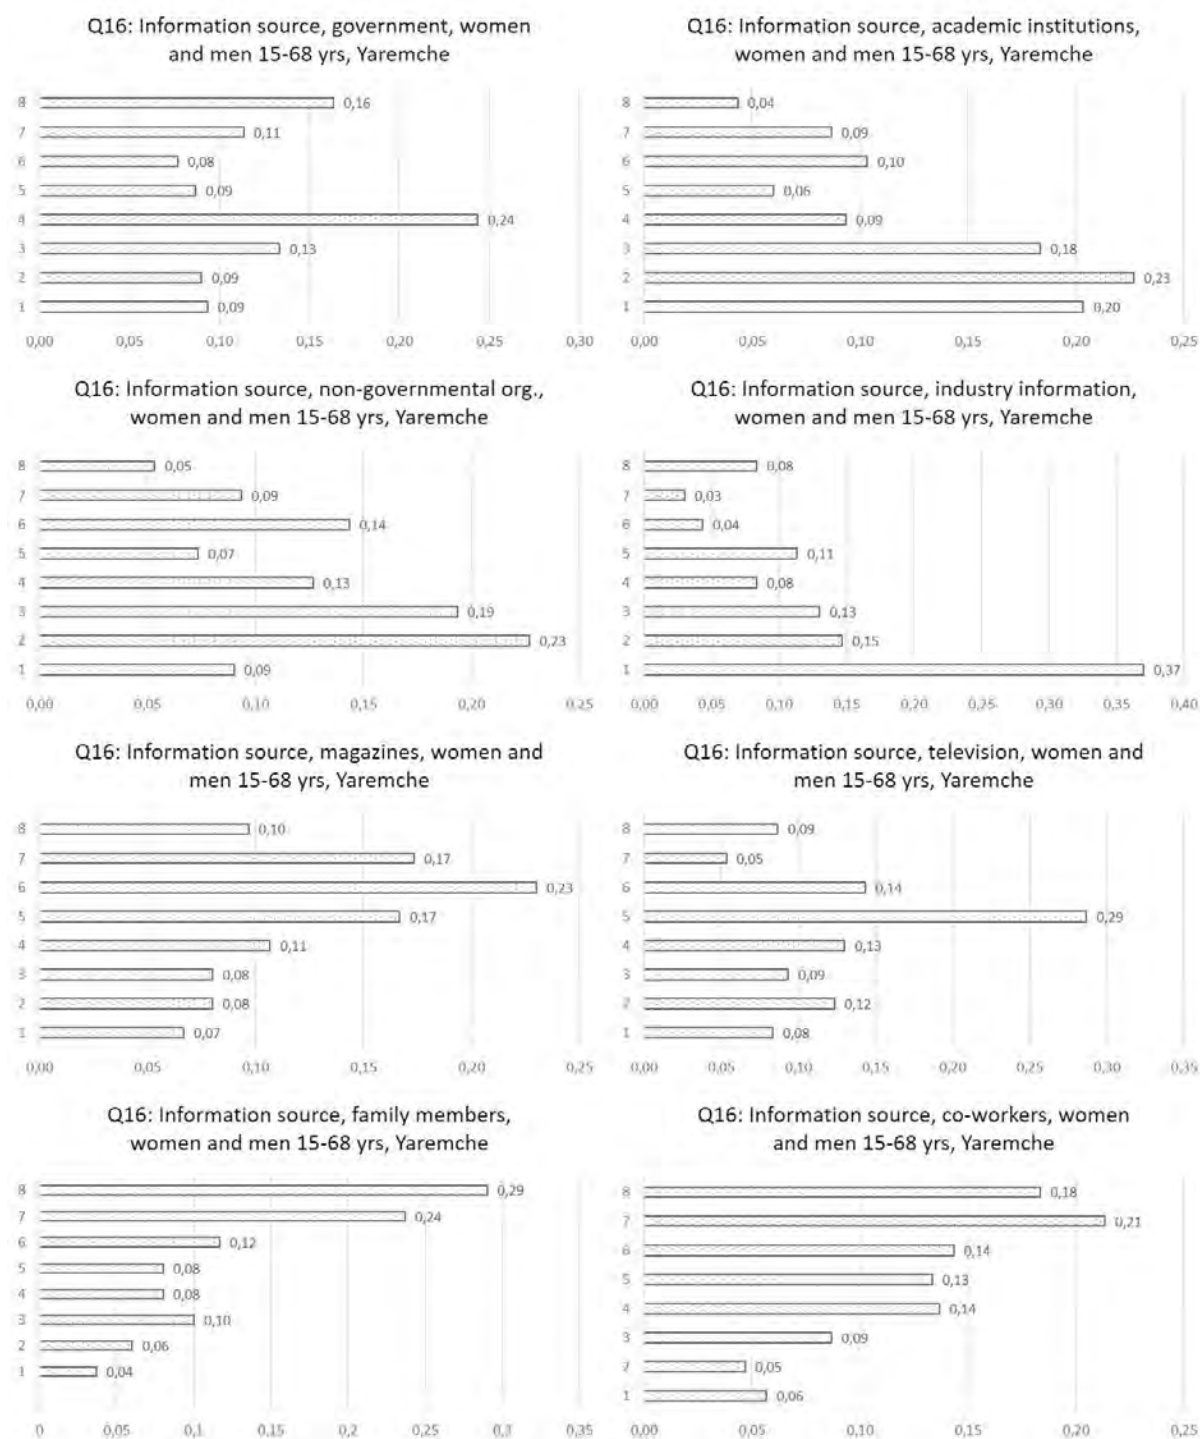 Q16: Information source, government, women
and men 15-68 yrs, Yaremche
8 0,16
7 0,11
6 0,08
5 0,09
4 0,24
3 0,13
2 0,09
1 0,09
0,00 0,05 0,10 0,15 0,20 0,25 0,30
Q16: Information source, academic institutions,
women and men 15-68 yrs, Yaremche
8 0,04
7 0,09
6 0,10
5 0,06
4 0,09
3 0,18
2 0,23
1 0,20
0,00 0,05 0,10 0,15 0,20 0,25
Q16: Information source, non-governmental org.,
women and men 15-68 yrs, Yaremche
8 0,05
7 0,09
6 0,14
5 0,07
4 0,13
3 0,19
2 0,23
1 0,09
0,00 0,05 0,10 0,15 0,20 0,25
Q16: Information source, industry information,
women and men 15-68 yrs, Yaremche
8 0,08
7 0,03
6 0,04
5 0,11
4 0,08
3 0,13
2 0,15
1 0,37
0,00 0,05 0,10 0,15 0,20 0,25 0,30 0,35 0,40
Q16: Information source, magazines, women and
men 15-68 yrs, Yaremche
8 0,10
7 0,17
6 0,23
5 0,17
4 0,11
3 0,08
2 0,08
1 0,07
0,00 0,05 0,10 0,15 0,20 0,25
Q16: Information source, television, women and
men 15-68 yrs, Yaremche
8 0,09
7 0,05
6 0,14
5 0,29
4 0,13
3 0,09
2 0,12
1 0,08
0,00 0,05 0,10 0,15 0,20 0,25 0,30 0,35
Q16: Information source, family members,
women and men 15-68 yrs, Yaremche
8 0,29
7 0,24
6 0,12
5 0,08
4 0,08
3 0,10
2 0,06
1 0,04
0 0,05 0,1 0,15 0,2 0,25 0,3 0,35
Q16: Information source, co-workers, women
and men 15-68 yrs, Yaremche
8 0,18
7 0,21
6 0,14
5 0,13
4 0,14
3 0,09
2 0,05
1 0,06
0,00 0,05 0,10 0,15 0,20 0,25